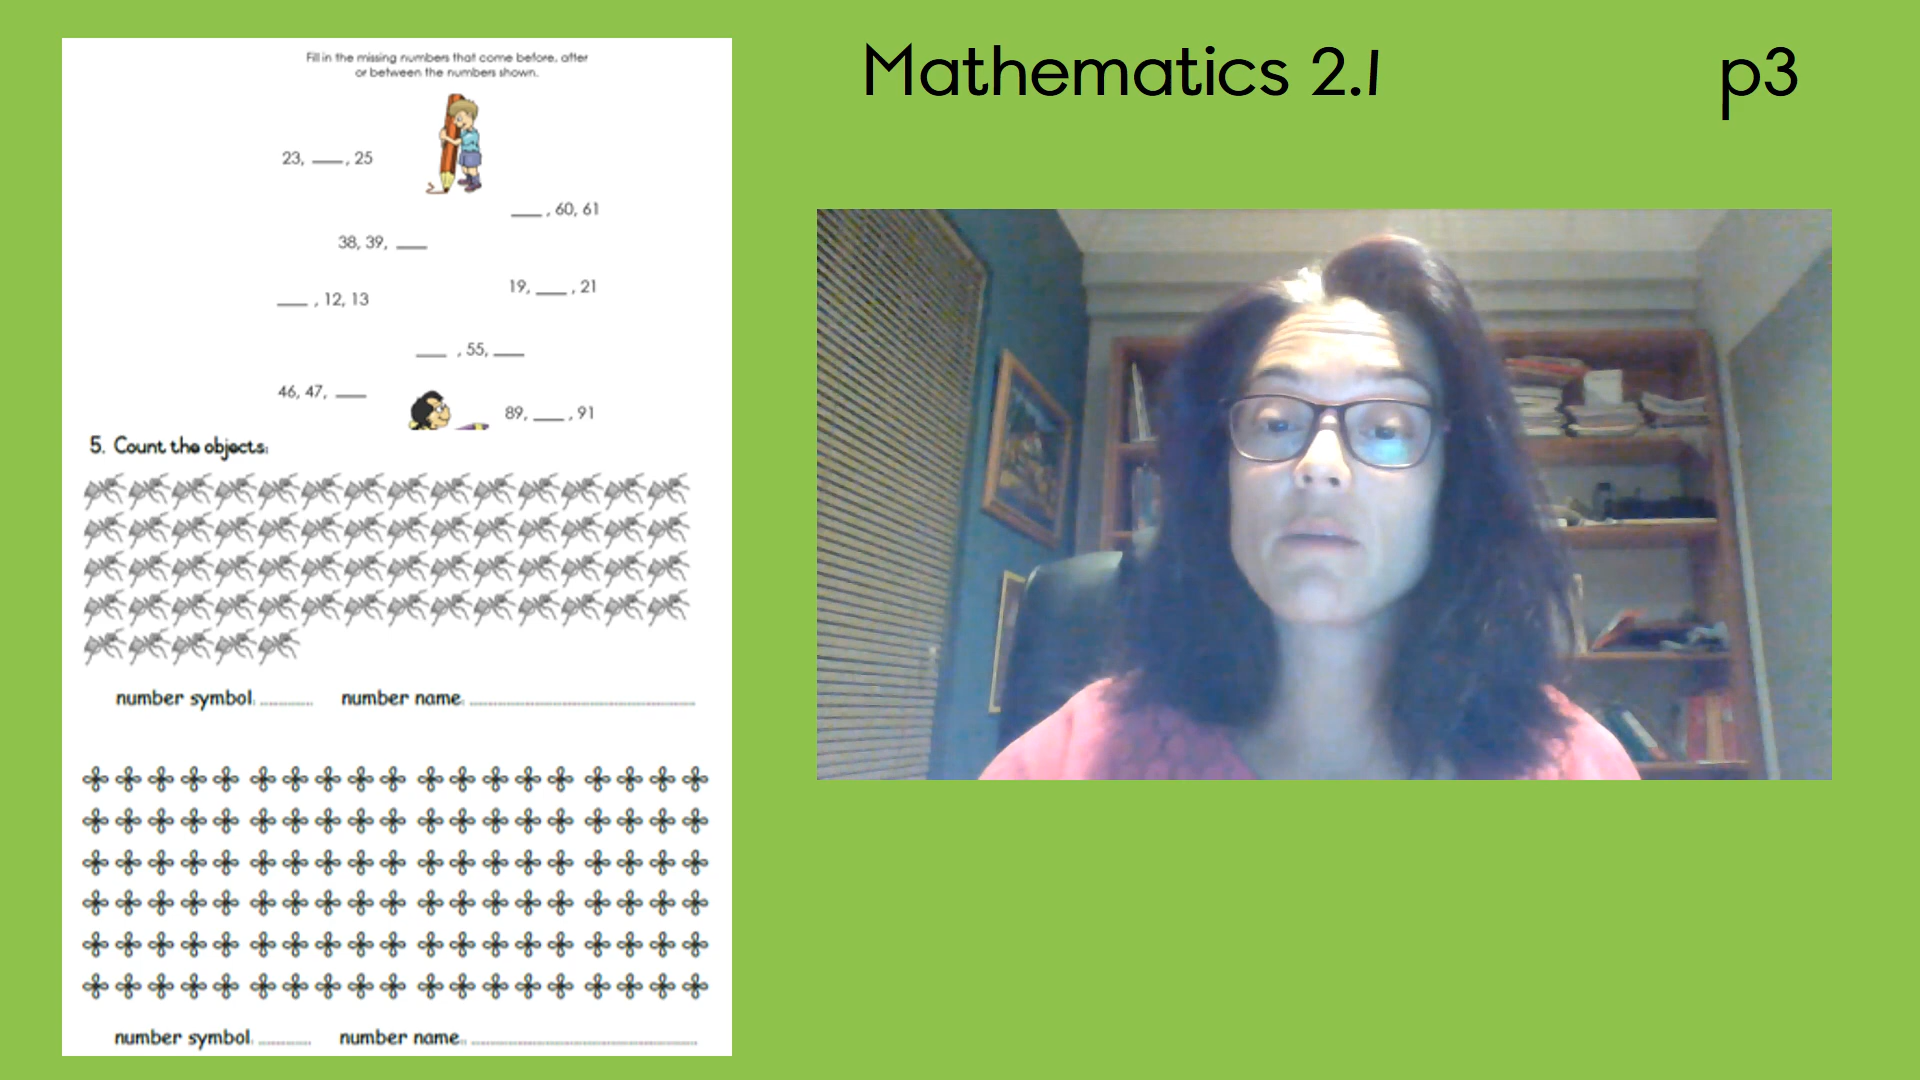 Mathematics 2.1
p3
Fill in the missing numbers that come before, after
or between the numbers shown.
23, ___, 25
___, 60, 61
38, 39, ___
19, ___, 21
___, 12, 13
___, 55, ___
46, 47, ___
89, ___, 91
5. Count the objects:
number symbol: ............ number name: ............................................
number symbol: ............ number name: ............................................